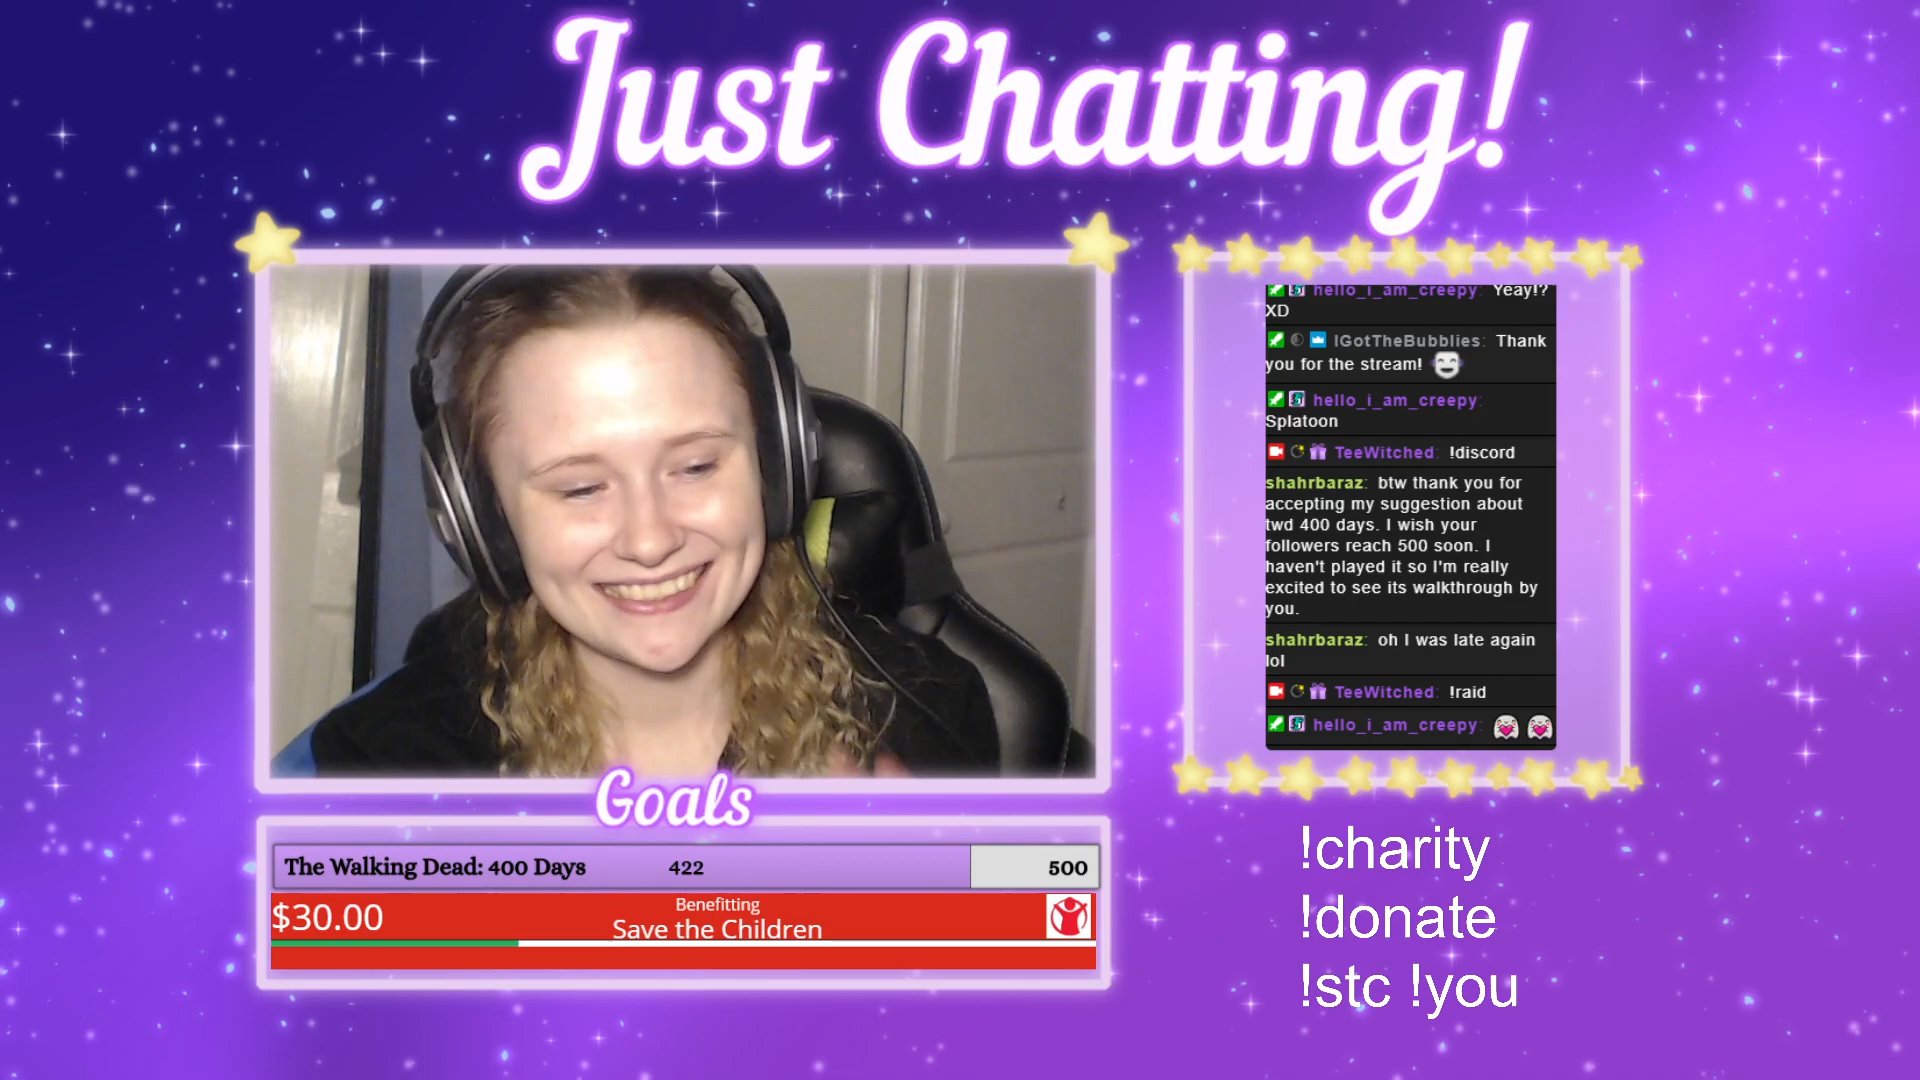 Just Chatting!
hello_i_am_creepy: Yeay!?
XD
IGotTheBubblies: Thank
you for the stream!
hello_i_am_creepy:
Splatoon
TeeWitched: !discord
shahrbaraz: btw thank you for
accepting my suggestion about
twd 400 days. I wish your
followers reach 500 soon. I
haven't played it so I'm really
excited to see its walkthrough by
you.
shahrbaraz: oh I was late again
lol
TeeWitched: !raid
hello_i_am_creepy:
Goals
The Walking Dead: 400 Days 422 500
$30.00
Benefitting
Save the Children
!charity
!donate
!stc !you